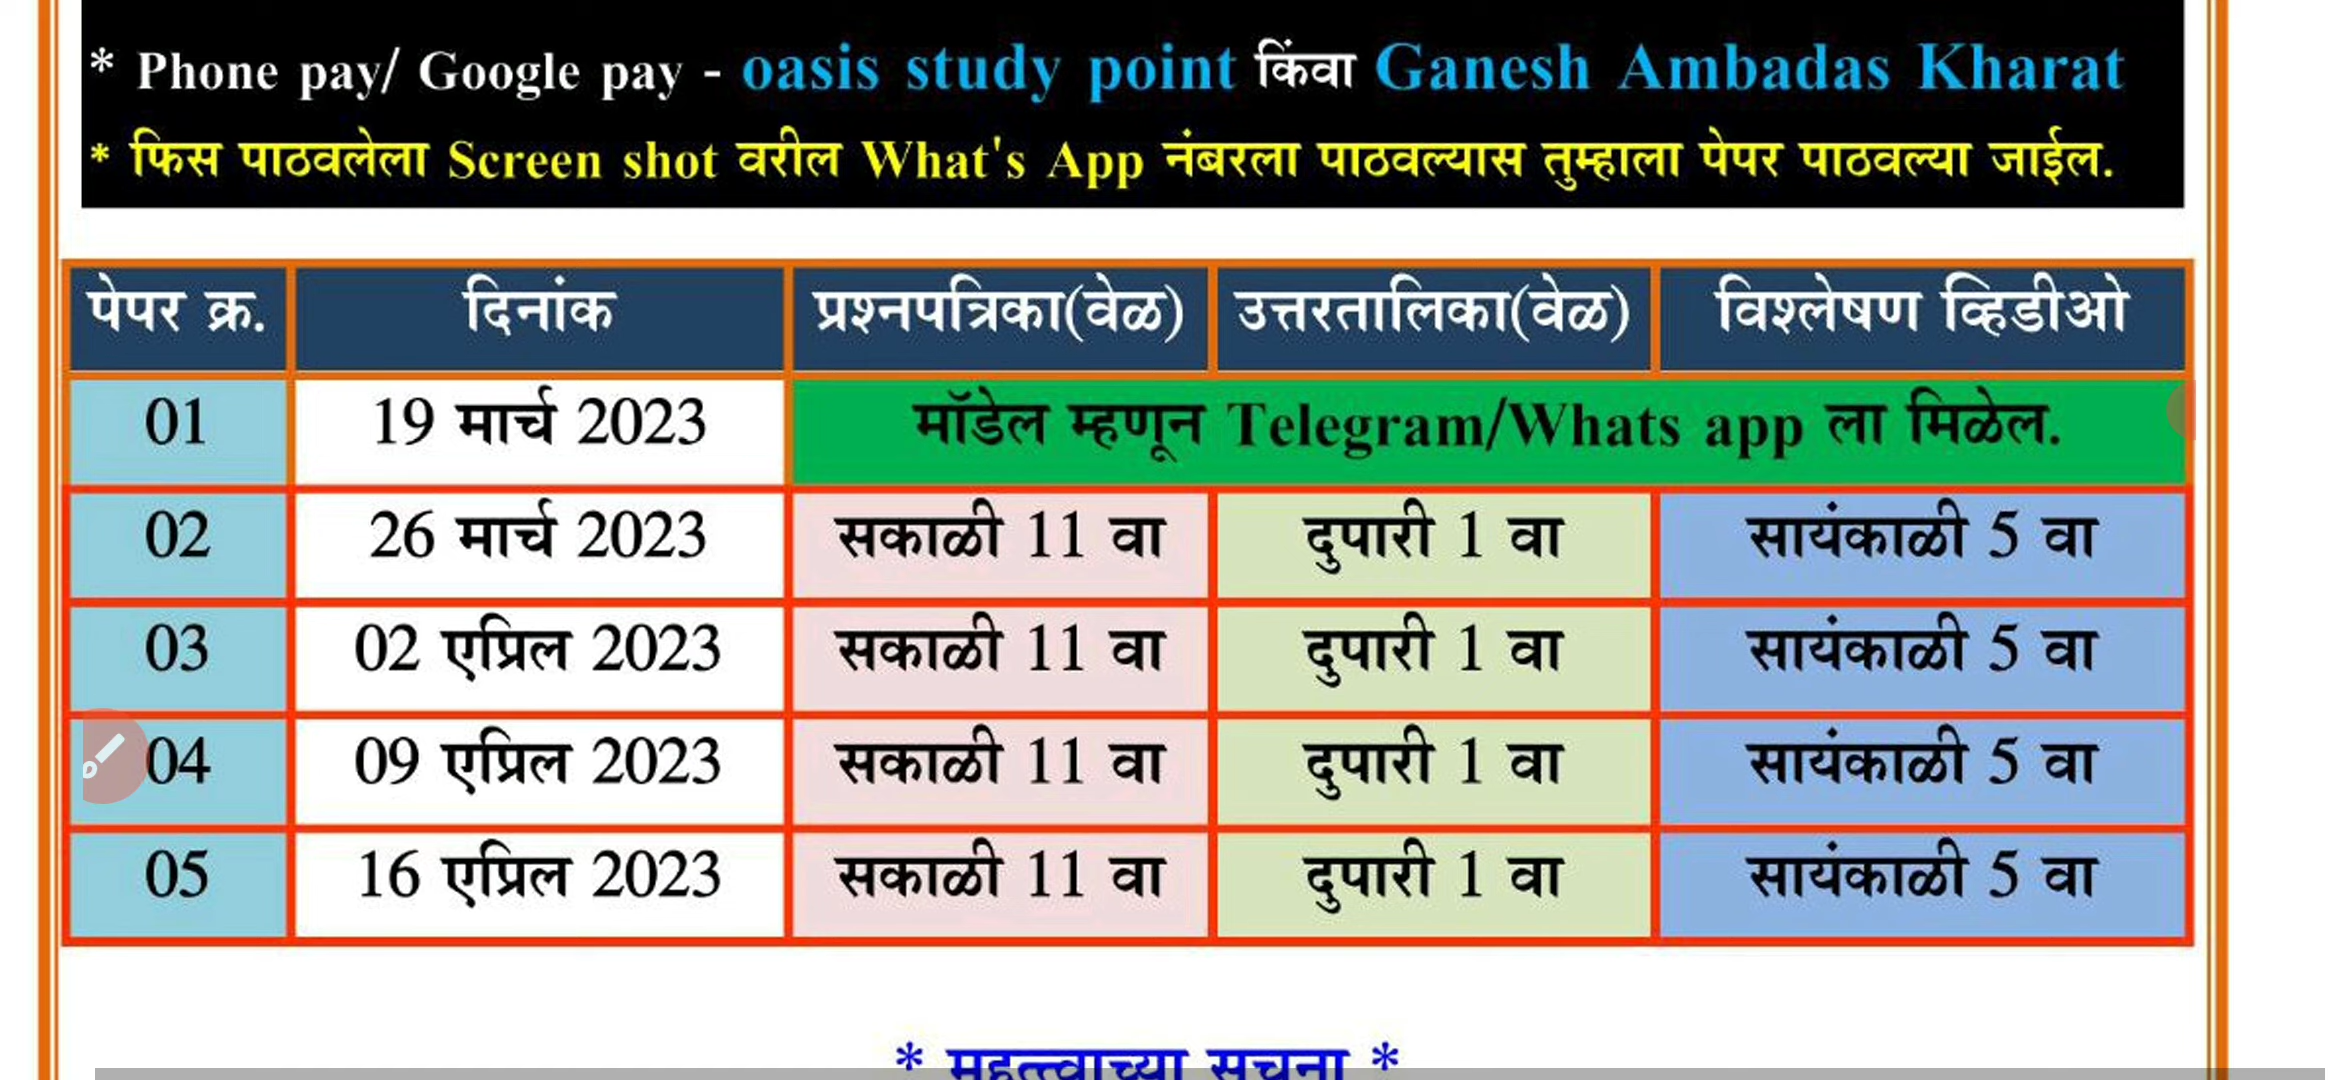 * Phone pay/ Google pay - oasis study point किंवा Ganesh Ambadas Kharat
* फिस पाठवलेला Screen shot वरील What's App नंबरला पाठवल्यास तुम्हाला पेपर पाठवल्या जाईल.
पेपर क्र. दिनांक प्रश्नपत्रिका(वेळ) उत्तरतालिका(वेळ) विश्लेषण व्हिडीओ
01 19 मार्च 2023 मॉडेल म्हणून Telegram/Whats app ला मिळेल.
02 26 मार्च 2023 सकाळी 11 वा दुपारी 1 वा सायंकाळी 5 वा
03 02 एप्रिल 2023 सकाळी 11 वा दुपारी 1 वा सायंकाळी 5 वा
04 09 एप्रिल 2023 सकाळी 11 वा दुपारी 1 वा सायंकाळी 5 वा
05 16 एप्रिल 2023 सकाळी 11 वा दुपारी 1 वा सायंकाळी 5 वा
* महत्त्वाच्या सूचना *